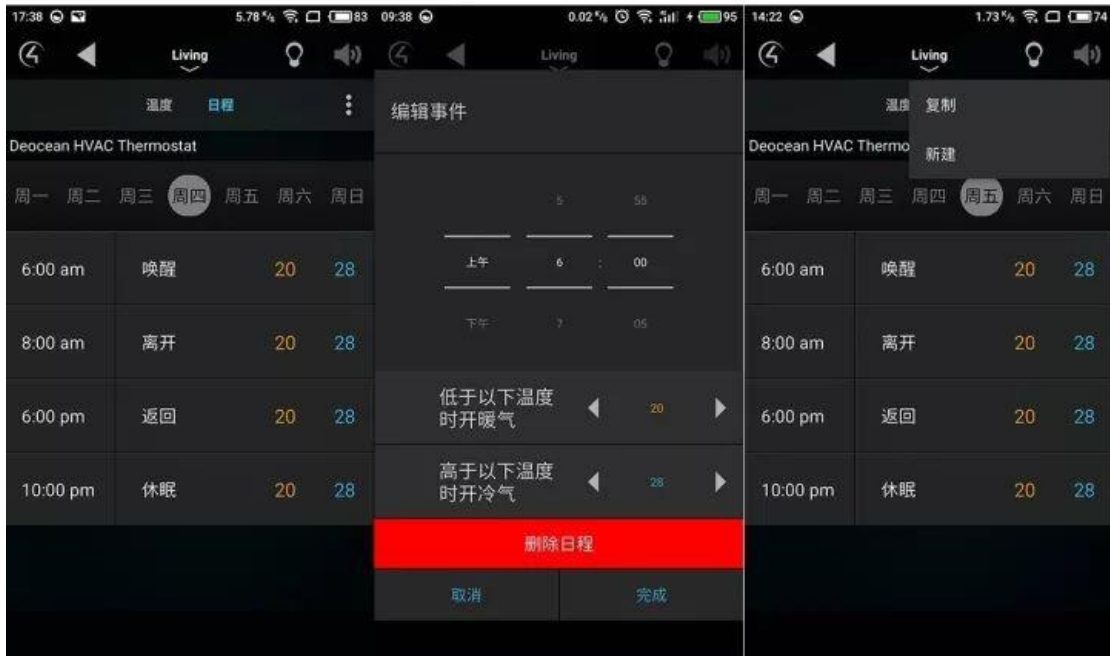 17:38 5.78 K/s 83
Living
温度 日程
Deocean HVAC Thermostat
周一 周二 周三 周四 周五 周六 周日
6:00 am 唤醒 20 28
8:00 am 离开 20 28
6:00 pm 返回 20 28
10:00 pm 休眠 20 28
09:38 0.02 K/s 95
Living
编辑事件
5 55
上午 6 : 00
下午 7 05
低于以下温度
时开暖气
20
高于以下温度
时开冷气
28
删除日程
取消 完成
14:22 1.73 K/s 74
Living
温度
复制
新建
Deocean HVAC Thermo
周一 周二 周三 周四 周五 周六 周日
6:00 am 唤醒 20 28
8:00 am 离开 20 28
6:00 pm 返回 20 28
10:00 pm 休眠 20 28